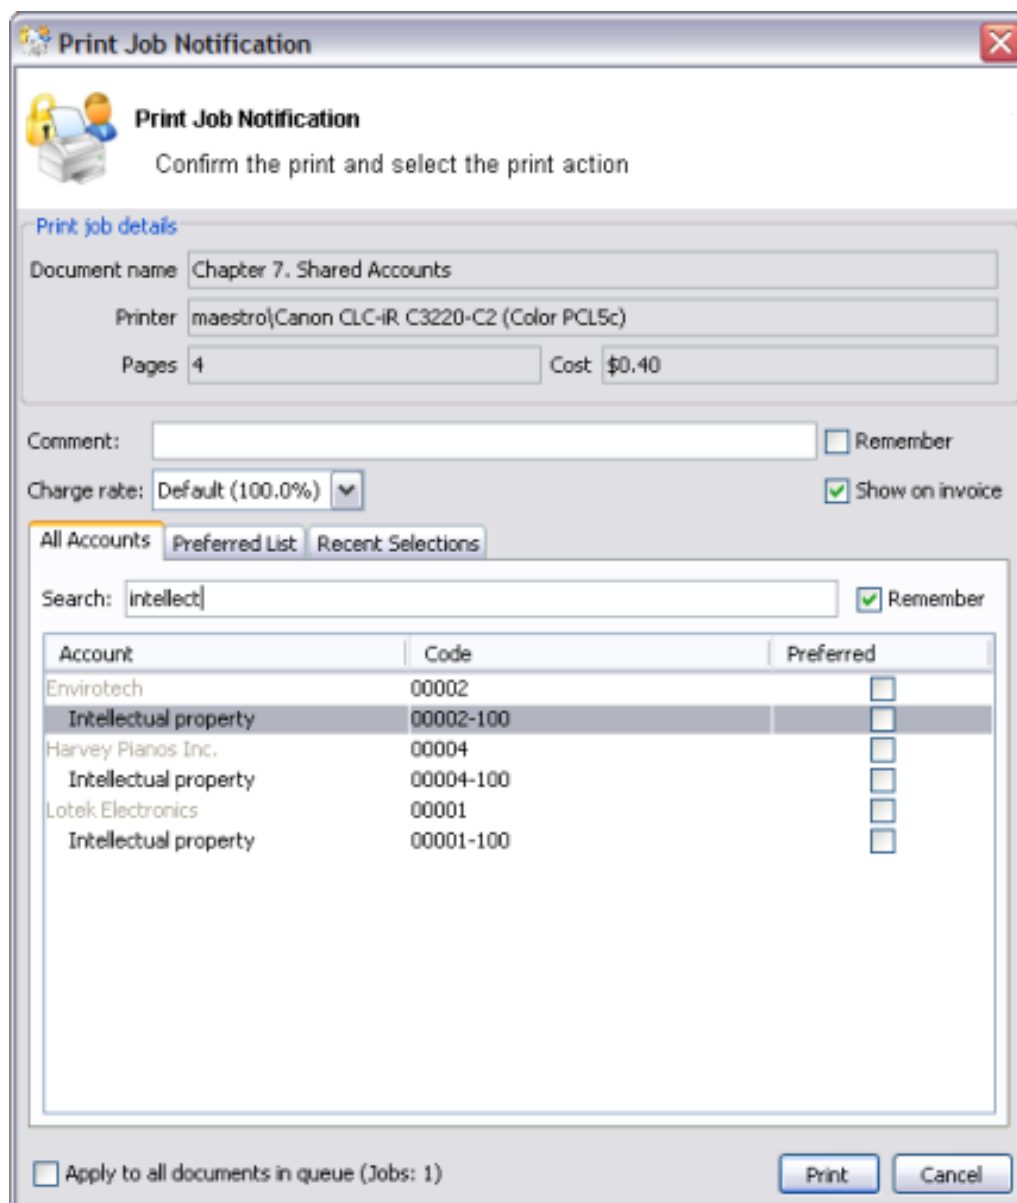 Print Job Notification
Print Job Notification
Confirm the print and select the print action
Print job details
Document name Chapter 7. Shared Accounts
Printer maestro\Canon CLC-iR C3220-C2 (Color PCL5c)
Pages 4 Cost $0.40
Comment: Remember
Charge rate: Default (100.0%) Show on invoice
All Accounts Preferred List Recent Selections
Search: intellect Remember
Account Code Preferred
Envirotech 00002
Intellectual property 00002-100
Harvey Pianos Inc. 00004
Intellectual property 00004-100
Lotek Electronics 00001
Intellectual property 00001-100
Apply to all documents in queue (Jobs: 1) Print Cancel